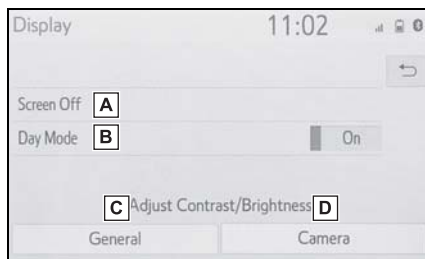 Display 11:02
Screen Off A
Day Mode B On
C Adjust Contrast/Brightness D
General Camera